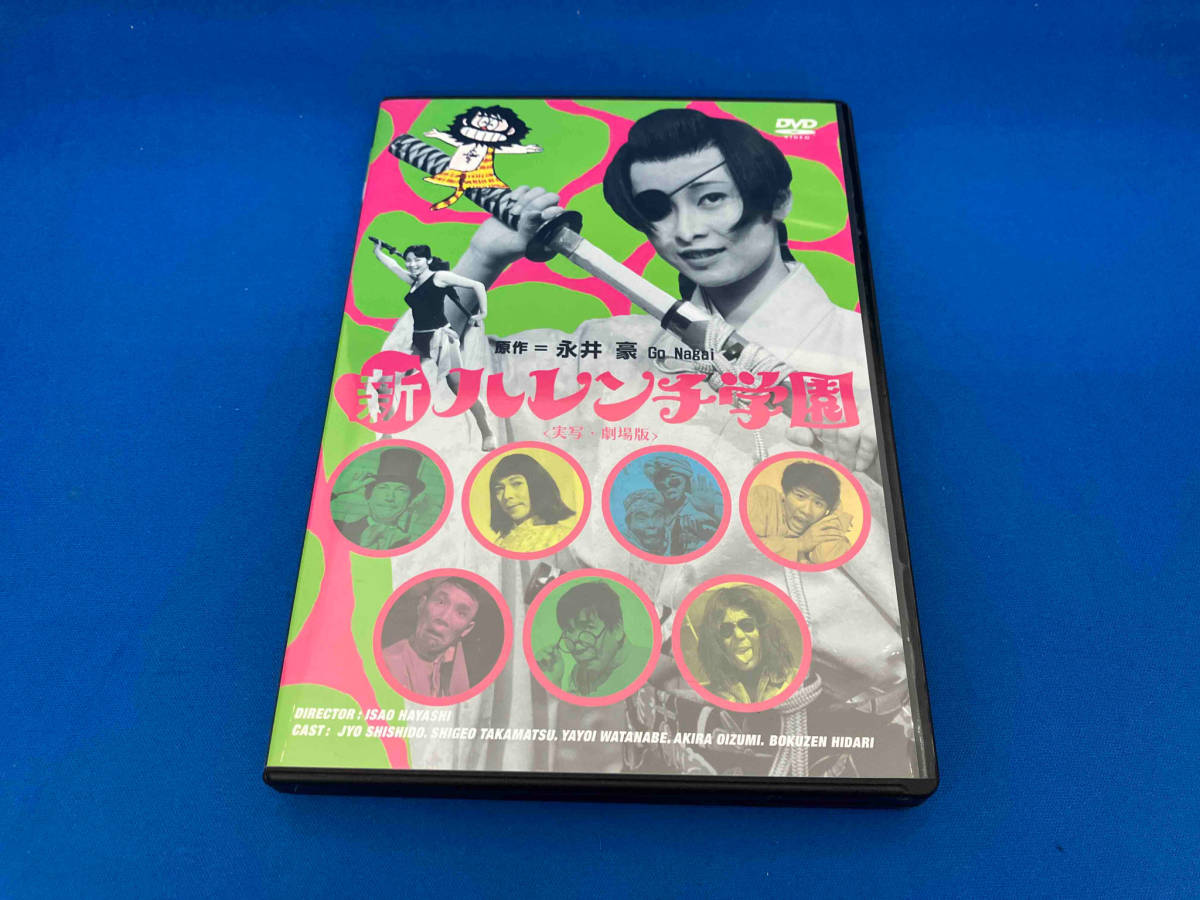 DVD
VIDEO
原作 = 永井 豪 Go Nagai
新ハレンチ学園
<実写・劇場版>
DIRECTOR : ISAO HAYASHI
CAST : JYO SHISHIDO. SHIGEO TAKAMATSU. YAYOI WATANABE. AKIRA OIZUMI. BOKUZEN HIDARI